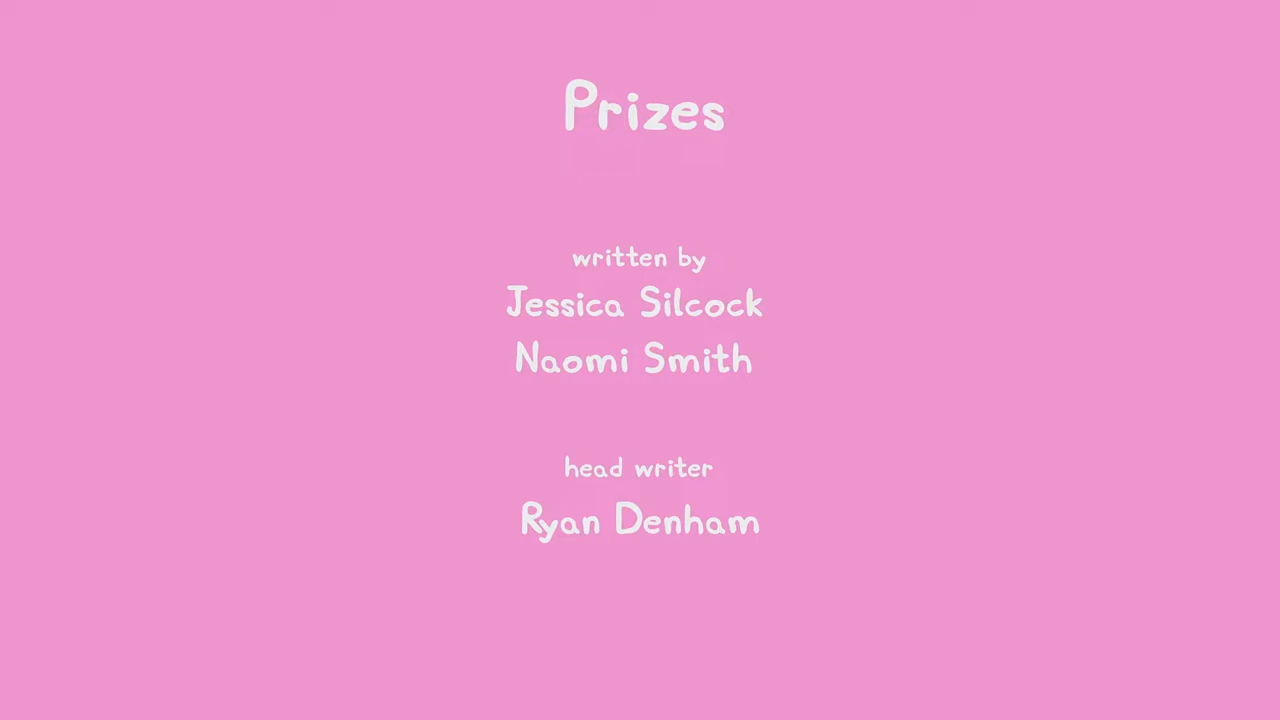 Prizes
written by
Jessica Silcock
Naomi Smith
head writer
Ryan Denham